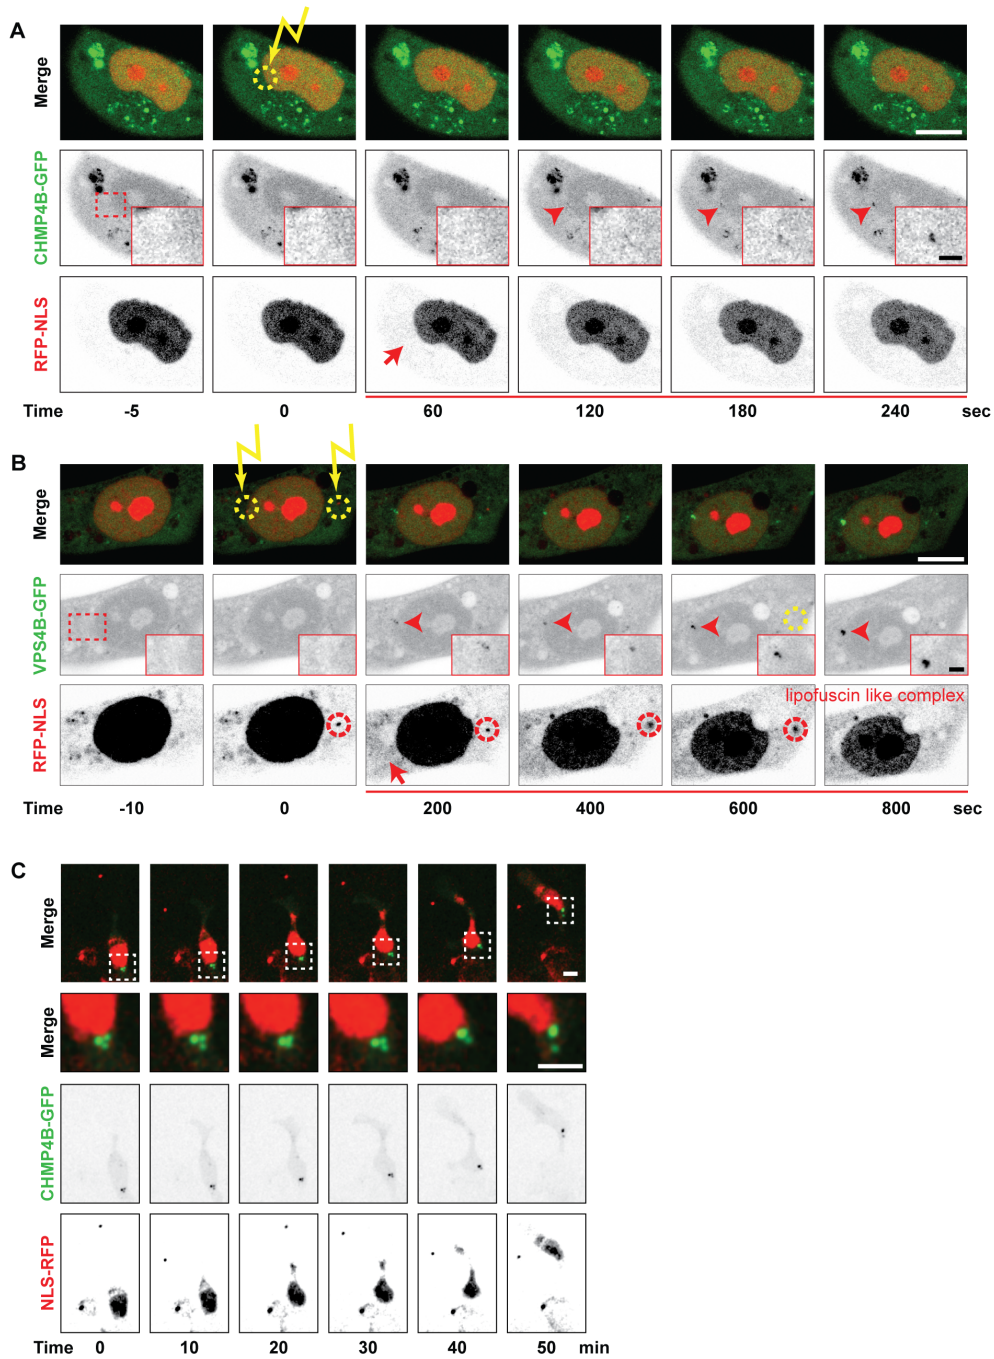 A
Merge
CHMP4B-GFP
RFP-NLS
Time -5 0 60 120 180 240 sec
B
Merge
VPS4B-GFP
RFP-NLS
lipofuscin like complex
Time -10 0 200 400 600 800 sec
C
Merge
Merge
CHMP4B-GFP
NLS-RFP
Time 0 10 20 30 40 50 min